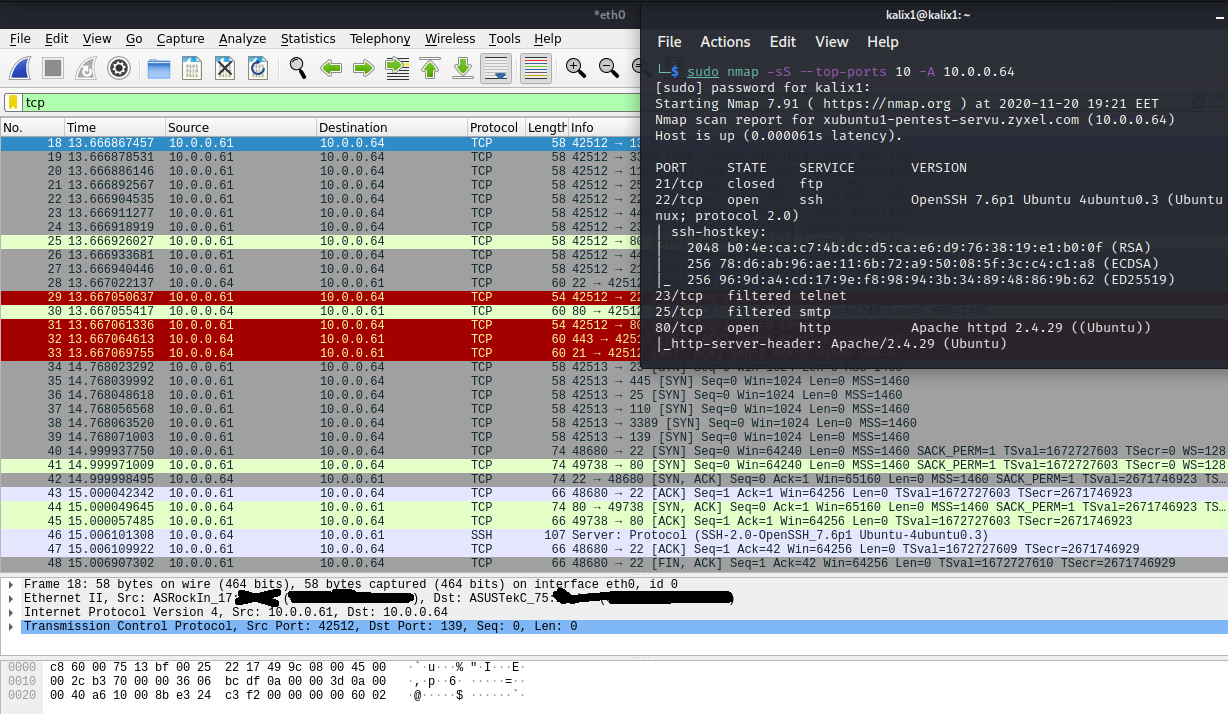 *eth0
File Edit View Go Capture Analyze Statistics Telephony Wireless Tools Help
tcp
No. Time Source Destination Protocol Length Info
18 13.666867457 10.0.0.61 10.0.0.64 TCP 58 42512 → 13
19 13.666878531 10.0.0.61 10.0.0.64 TCP 58 42512 → 33
20 13.666886146 10.0.0.61 10.0.0.64 TCP 58 42512 → 11
21 13.666892567 10.0.0.61 10.0.0.64 TCP 58 42512 → 25
22 13.666904535 10.0.0.61 10.0.0.64 TCP 58 42512 → 22
23 13.666911277 10.0.0.61 10.0.0.64 TCP 58 42512 → 44
24 13.666918919 10.0.0.61 10.0.0.64 TCP 58 42512 → 23
25 13.666926027 10.0.0.61 10.0.0.64 TCP 58 42512 → 80
26 13.666933681 10.0.0.61 10.0.0.64 TCP 58 42512 → 44
27 13.666940446 10.0.0.61 10.0.0.64 TCP 58 42512 → 21
28 13.667022137 10.0.0.64 10.0.0.61 TCP 60 22 → 42512
29 13.667050637 10.0.0.61 10.0.0.64 TCP 54 42512 → 22
30 13.667055417 10.0.0.64 10.0.0.61 TCP 60 80 → 42512
31 13.667061336 10.0.0.61 10.0.0.64 TCP 54 42512 → 80
32 13.667064613 10.0.0.64 10.0.0.61 TCP 60 443 → 4251
33 13.667069755 10.0.0.64 10.0.0.61 TCP 60 21 → 42512
34 14.768023292 10.0.0.61 10.0.0.64 TCP 58 42513 → 23 [SYN] Seq=0 Win=1024 Len=0 MSS=1460
35 14.768039992 10.0.0.61 10.0.0.64 TCP 58 42513 → 445 [SYN] Seq=0 Win=1024 Len=0 MSS=1460
36 14.768048618 10.0.0.61 10.0.0.64 TCP 58 42513 → 25 [SYN] Seq=0 Win=1024 Len=0 MSS=1460
37 14.768056568 10.0.0.61 10.0.0.64 TCP 58 42513 → 110 [SYN] Seq=0 Win=1024 Len=0 MSS=1460
38 14.768063520 10.0.0.61 10.0.0.64 TCP 58 42513 → 3389 [SYN] Seq=0 Win=1024 Len=0 MSS=1460
39 14.768071003 10.0.0.61 10.0.0.64 TCP 58 42513 → 139 [SYN] Seq=0 Win=1024 Len=0 MSS=1460
40 14.999937750 10.0.0.61 10.0.0.64 TCP 74 48680 → 22 [SYN] Seq=0 Win=64240 Len=0 MSS=1460 SACK_PERM=1 TSval=1672727603 TSecr=0 WS=128
41 14.999971009 10.0.0.61 10.0.0.64 TCP 74 49738 → 80 [SYN] Seq=0 Win=64240 Len=0 MSS=1460 SACK_PERM=1 TSval=1672727603 TSecr=0 WS=128
42 14.999998495 10.0.0.64 10.0.0.61 TCP 74 22 → 48680 [SYN, ACK] Seq=0 Ack=1 Win=65160 Len=0 MSS=1460 SACK_PERM=1 TSval=2671746923 TS…
43 15.000042342 10.0.0.61 10.0.0.64 TCP 66 48680 → 22 [ACK] Seq=1 Ack=1 Win=64256 Len=0 TSval=1672727603 TSecr=2671746923
44 15.000049645 10.0.0.64 10.0.0.61 TCP 74 80 → 49738 [SYN, ACK] Seq=0 Ack=1 Win=65160 Len=0 MSS=1460 SACK_PERM=1 TSval=2671746923 TS…
45 15.000057485 10.0.0.61 10.0.0.64 TCP 66 49738 → 80 [ACK] Seq=1 Ack=1 Win=64256 Len=0 TSval=1672727603 TSecr=2671746923
46 15.006101308 10.0.0.64 10.0.0.61 SSH 107 Server: Protocol (SSH-2.0-OpenSSH_7.6p1 Ubuntu-4ubuntu0.3)
47 15.006109922 10.0.0.61 10.0.0.64 TCP 66 48680 → 22 [ACK] Seq=1 Ack=42 Win=64256 Len=0 TSval=1672727609 TSecr=2671746929
48 15.006907302 10.0.0.61 10.0.0.64 TCP 66 48680 → 22 [FIN, ACK] Seq=1 Ack=42 Win=64256 Len=0 TSval=1672727610 TSecr=2671746929
Frame 18: 58 bytes on wire (464 bits), 58 bytes captured (464 bits) on interface eth0, id 0
Ethernet II, Src: ASRockIn_17: ( ), Dst: ASUSTekC_75: ( )
Internet Protocol Version 4, Src: 10.0.0.61, Dst: 10.0.0.64
Transmission Control Protocol, Src Port: 42512, Dst Port: 139, Seq: 0, Len: 0
0000 c8 60 00 75 13 bf 00 25 22 17 49 9c 08 00 45 00 ·`·u···% "·I···E·
0010 00 2c b3 70 00 00 36 06 bc df 0a 00 00 3d 0a 00 ·,·p··6· ·····=··
0020 00 40 a6 10 00 8b e3 24 c3 f2 00 00 00 00 60 02 ·@·····$ ······`·
kalix1@kalix1: ~
File Actions Edit View Help
└─$ sudo nmap -sS --top-ports 10 -A 10.0.0.64
[sudo] password for kalix1:
Starting Nmap 7.91 ( https://nmap.org ) at 2020-11-20 19:21 EET
Nmap scan report for xubuntu1-pentest-servu.zyxel.com (10.0.0.64)
Host is up (0.000061s latency).
PORT STATE SERVICE VERSION
21/tcp closed ftp
22/tcp open ssh OpenSSH 7.6p1 Ubuntu 4ubuntu0.3 (Ubuntu
nux; protocol 2.0)
| ssh-hostkey:
|   2048 b0:4e:ca:c7:4b:dc:d5:ca:e6:d9:76:38:19:e1:b0:0f (RSA)
|   256 78:d6:ab:96:ae:11:6b:72:a9:50:08:5f:3c:c4:c1:a8 (ECDSA)
|_  256 96:9d:a4:cd:17:9e:f8:98:94:3b:34:89:48:86:9b:62 (ED25519)
23/tcp filtered telnet
25/tcp filtered smtp
80/tcp open http Apache httpd 2.4.29 ((Ubuntu))
|_http-server-header: Apache/2.4.29 (Ubuntu)